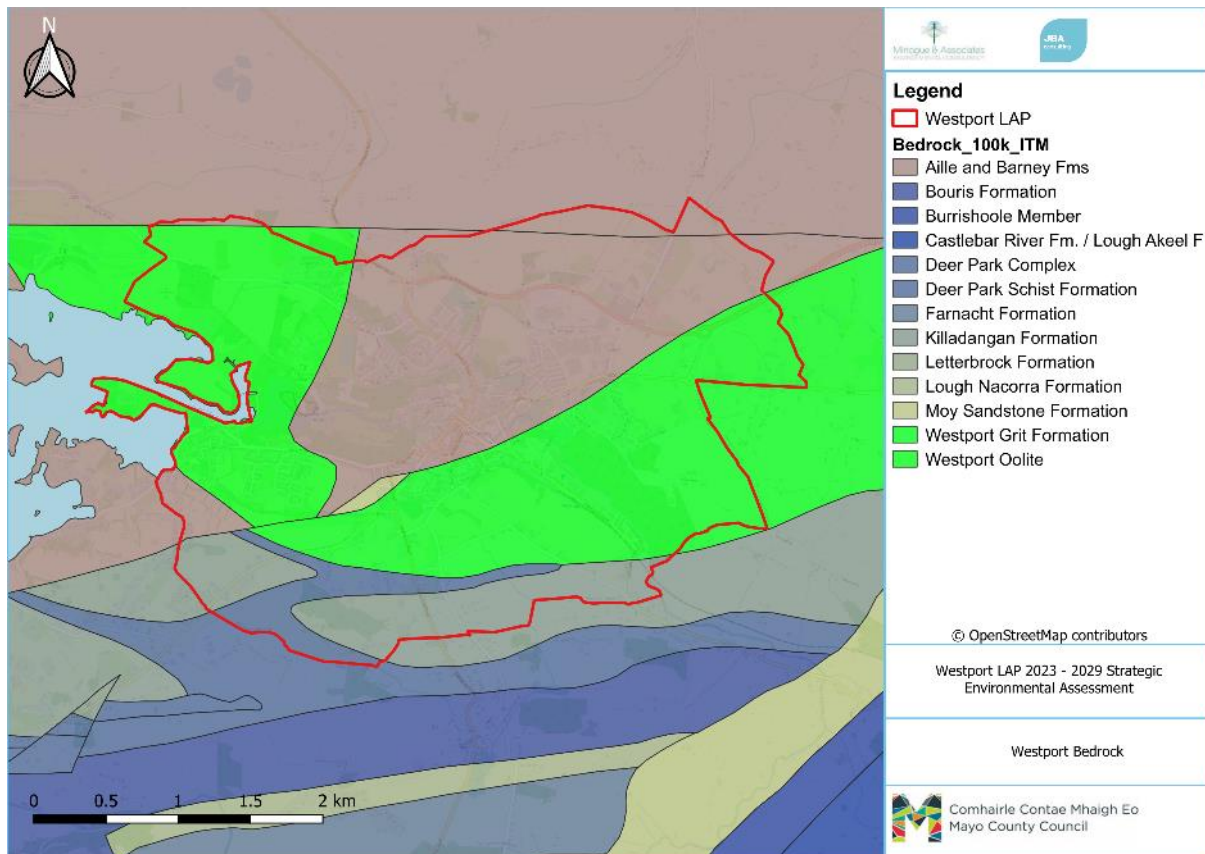 N
Minogue & Associates
JBA
consulting
Legend
Westport LAP
Bedrock_100k_ITM
Aille and Barney Fms
Bouris Formation
Burrishoole Member
Castlebar River Fm. / Lough Akeel F
Deer Park Complex
Deer Park Schist Formation
Farnacht Formation
Killadangan Formation
Letterbrock Formation
Lough Nacorra Formation
Moy Sandstone Formation
Westport Grit Formation
Westport Oolite
© OpenStreetMap contributors
Westport LAP 2023 - 2029 Strategic
Environmental Assessment
Westport Bedrock
0 0.5 1 1.5 2 km
Comhairle Contae Mhaigh Eo
Mayo County Council